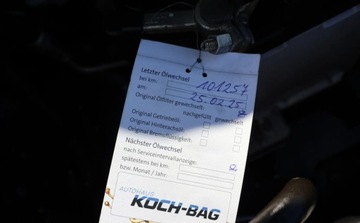 Letzter Ölwechsel
bei km: 101257
am: 25.02.25
Original Ölfilter gewechselt
nachgefüllt gewechselt
Original Getriebeöl:
Original Hinterachsöl:
Original Bremsflüssigkeit:
Nächster Ölwechsel
nach Serviceintervallanzeige:
spätestens bei km:
bzw. Monat / Jahr:
AUTOHAUS
KOCH-BAG